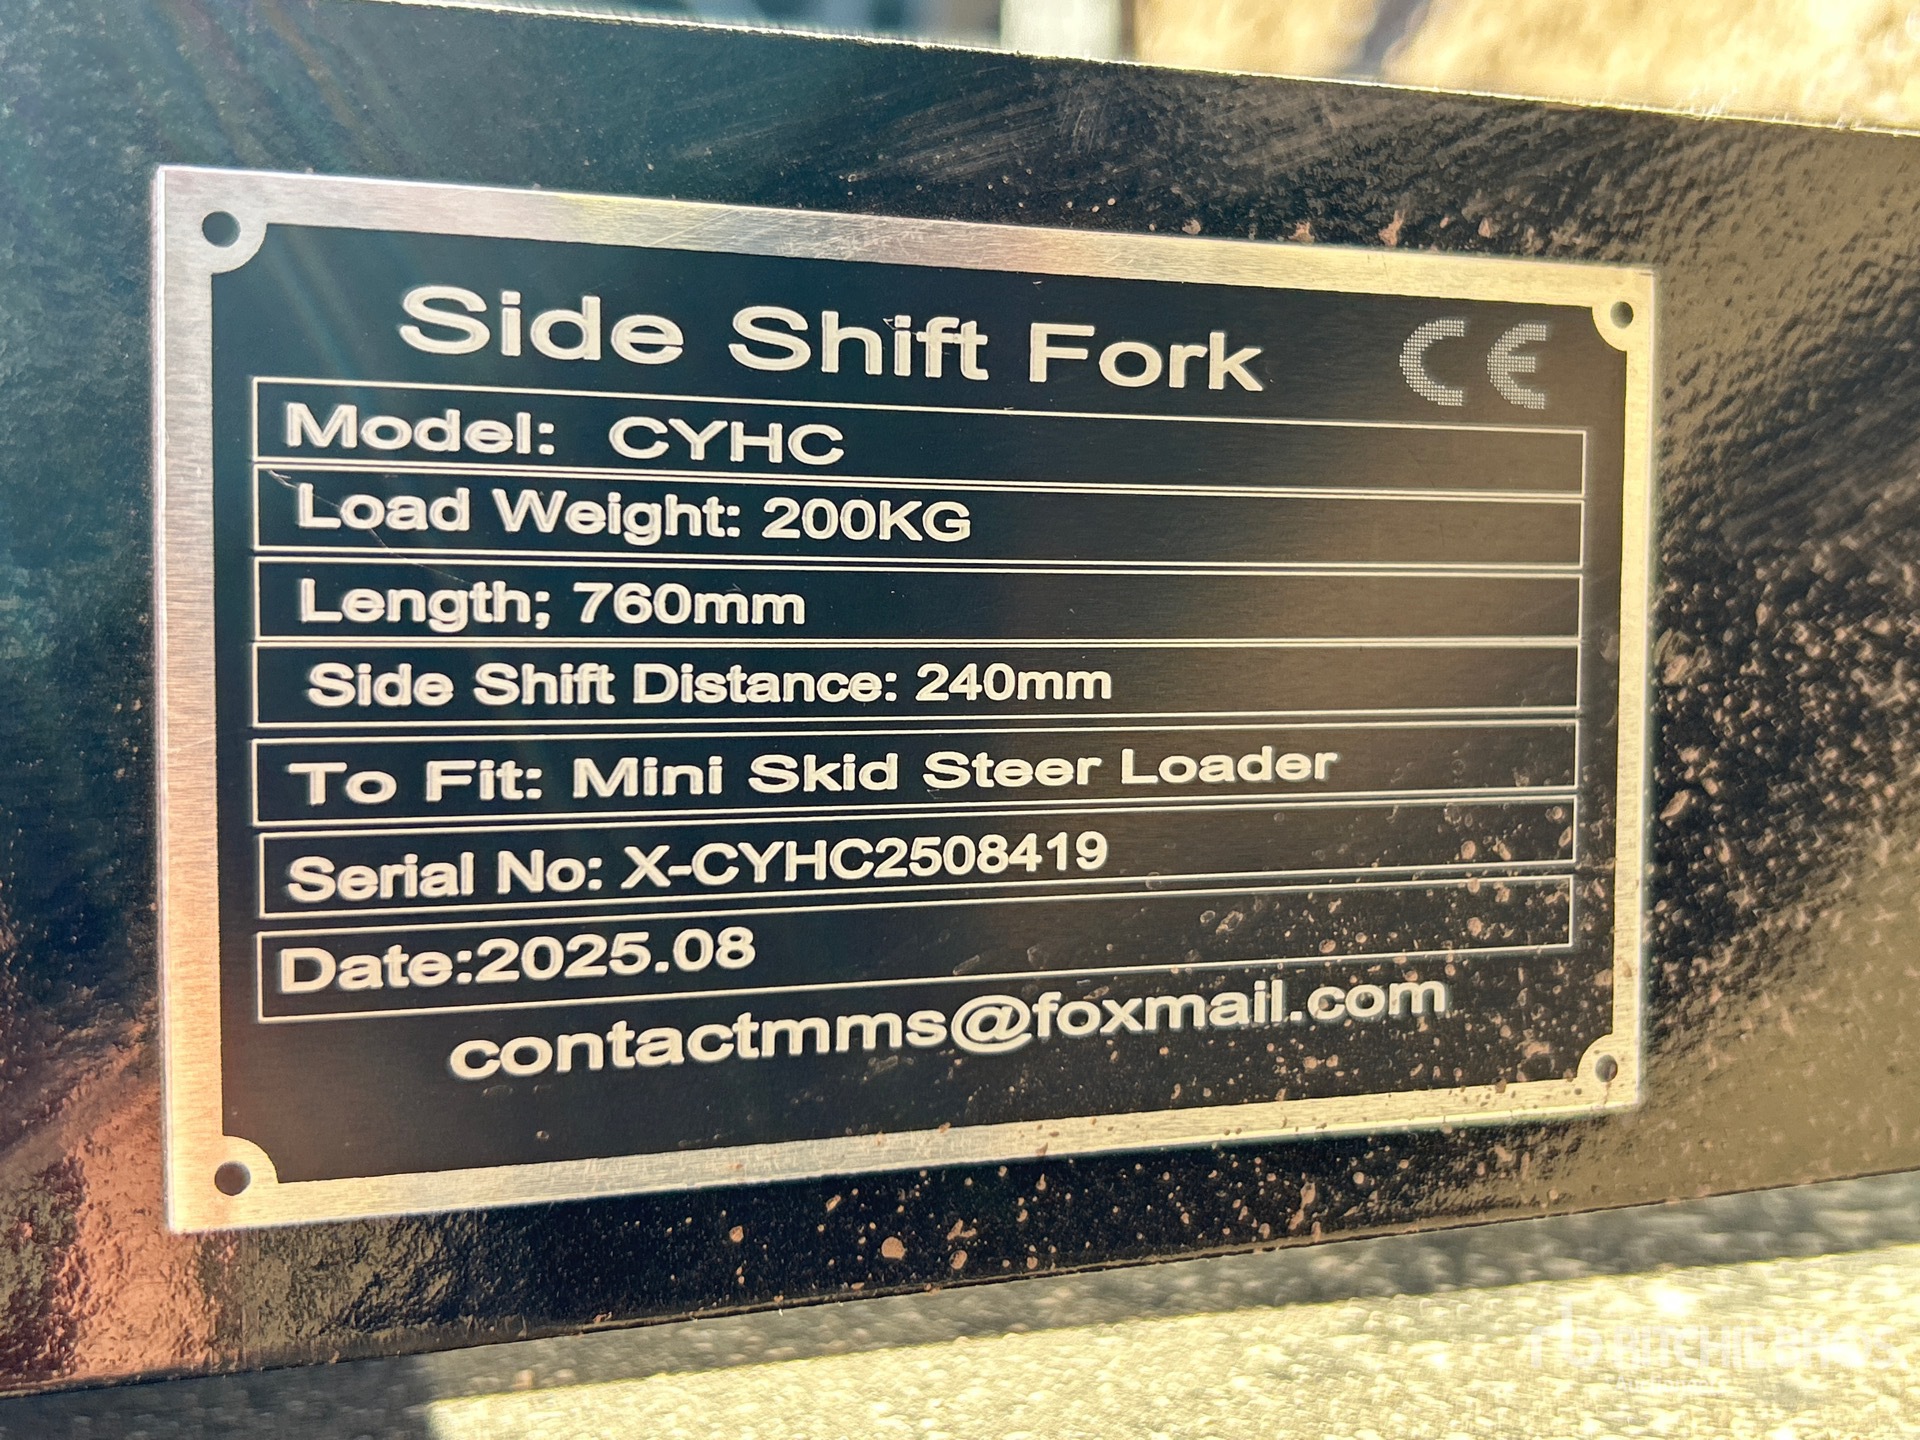 Side Shift Fork CE
Model: CYHC
Load Weight: 200KG
Length; 760mm
Side Shift Distance: 240mm
To Fit: Mini Skid Steer Loader
Serial No: X-CYHC2508419
Date:2025.08
contactmms@foxmail.com